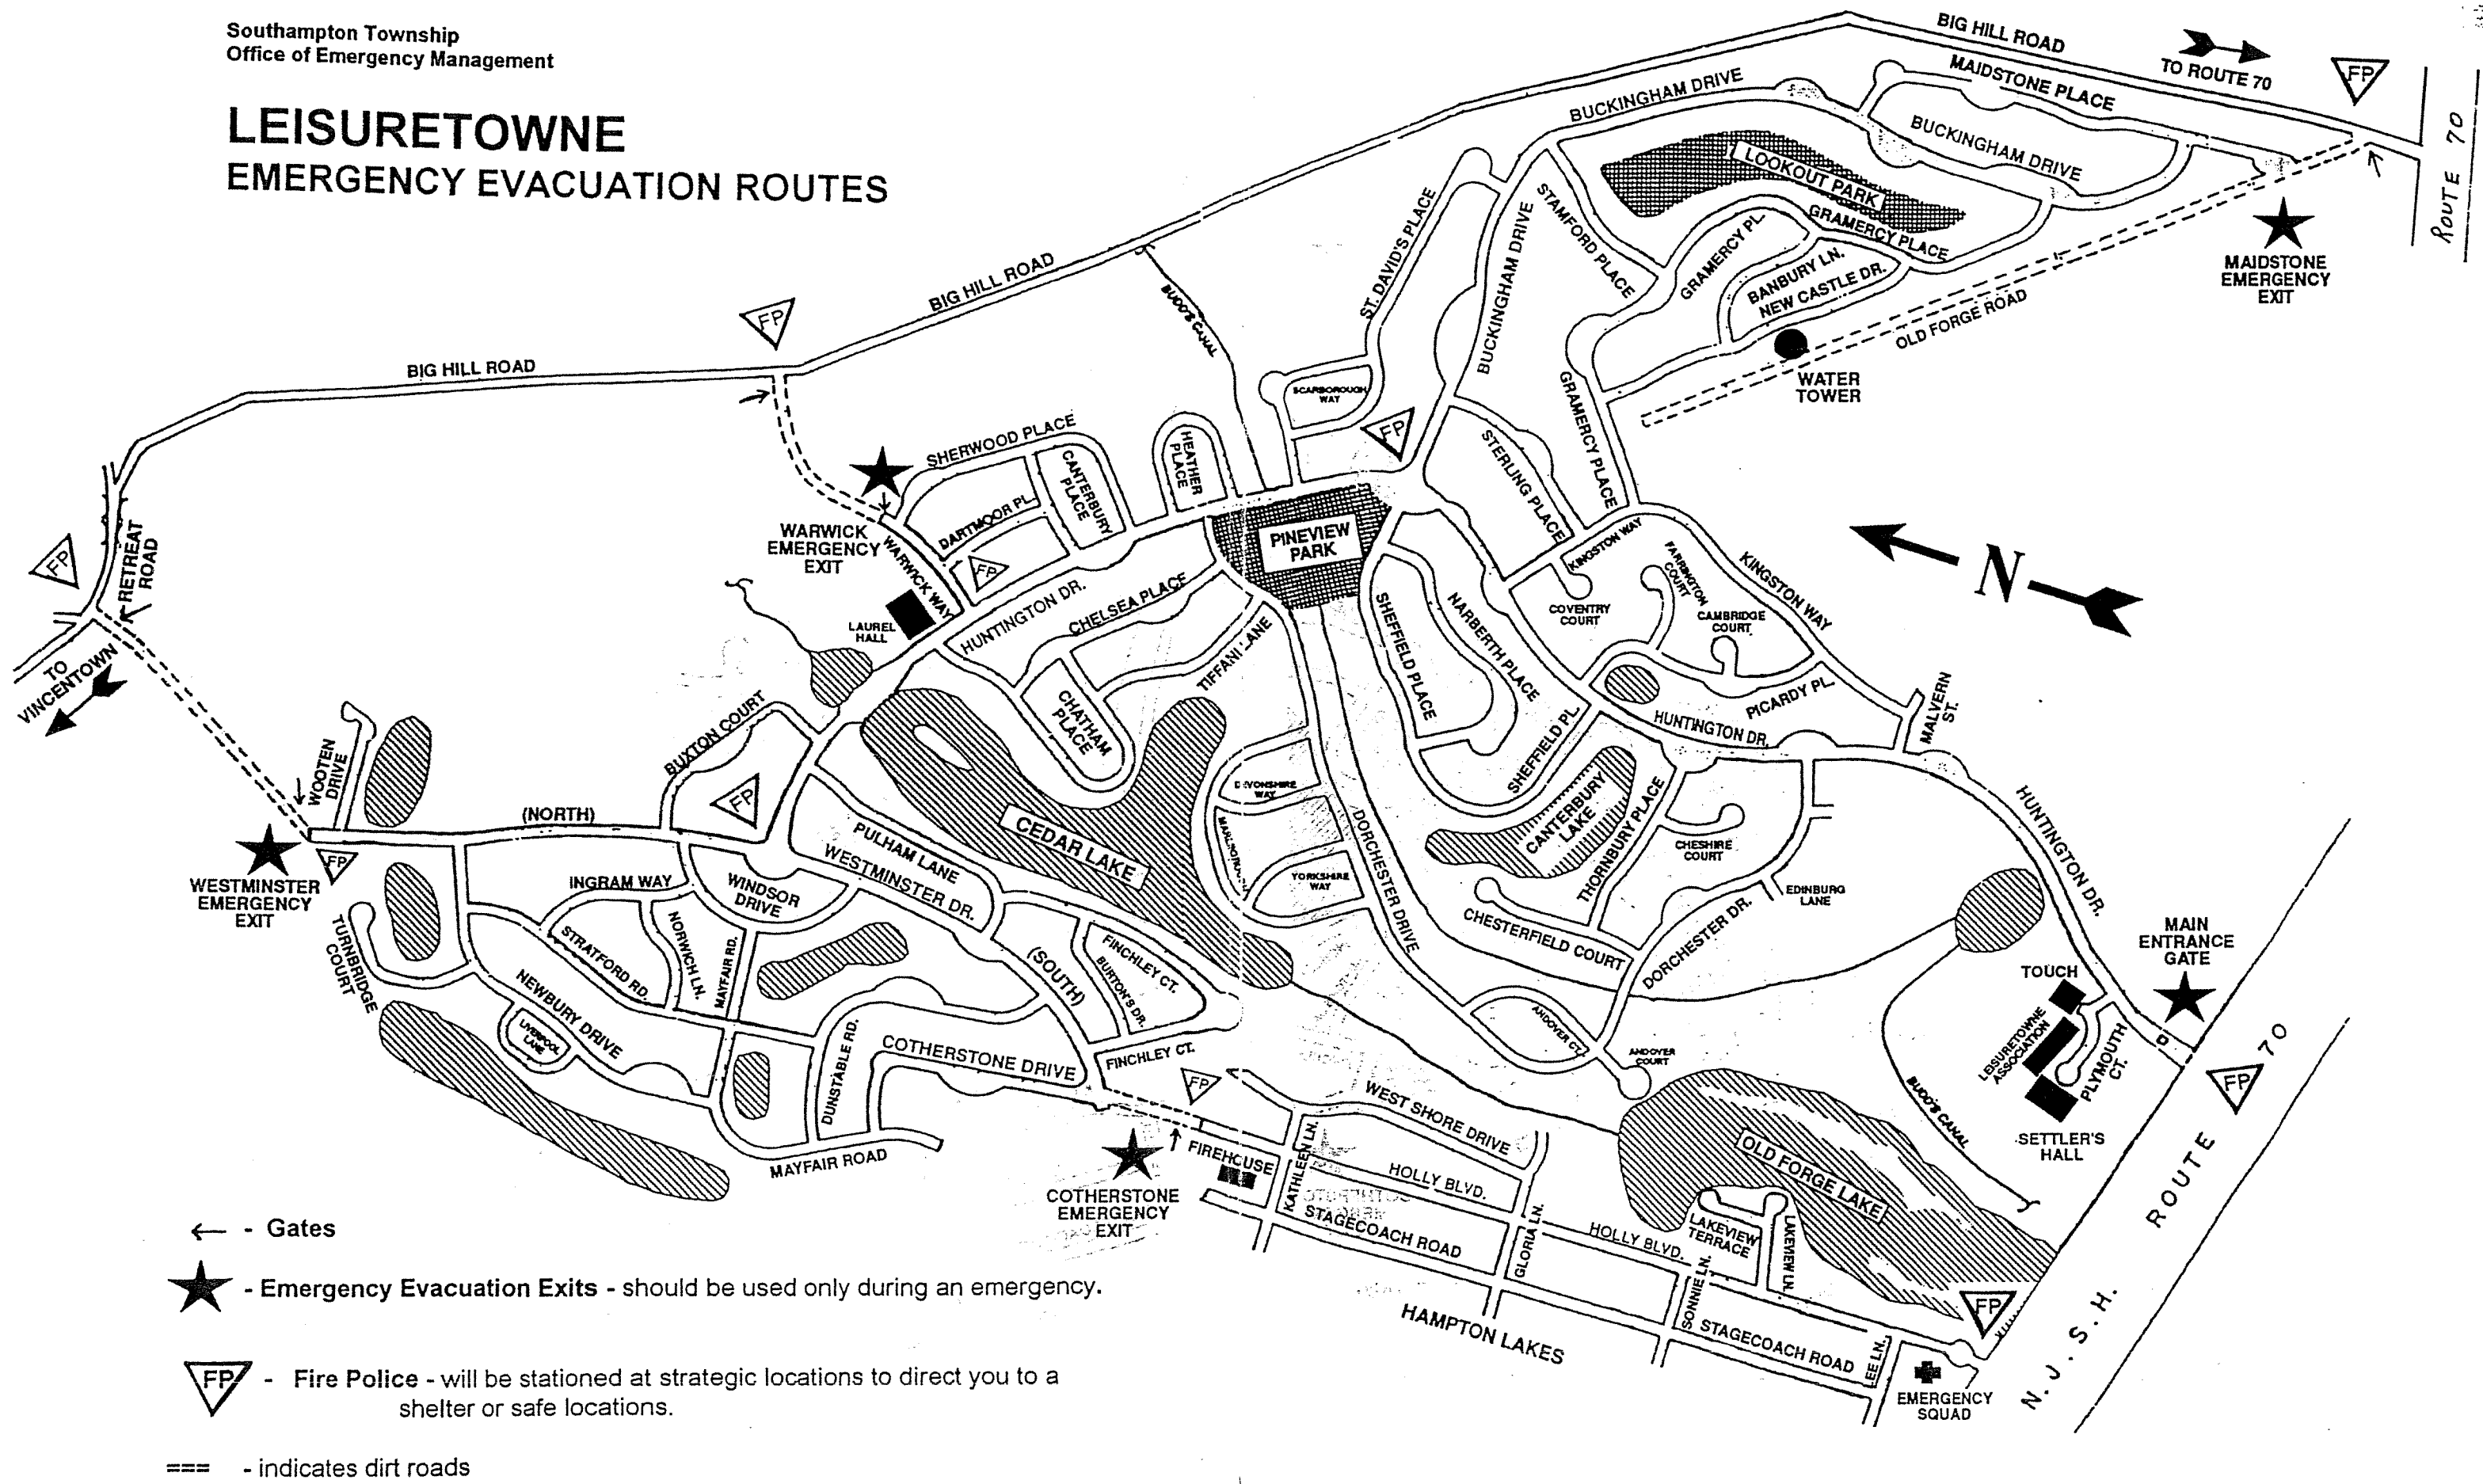 Southampton Township
Office of Emergency Management
LEISURETOWNE
EMERGENCY EVACUATION ROUTES
BIG HILL ROAD
TO ROUTE 70
FP
ROUTE 70
MAIDSTONE PLACE
BUCKINGHAM DRIVE
BUCKINGHAM DRIVE
LOOKOUT PARK
GRAMERCY PLACE
GRAMERCY PL.
STAMFORD PLACE
BANBURY LN.
NEW CASTLE DR.
OLD FORGE ROAD
MAIDSTONE
EMERGENCY
EXIT
WATER
TOWER
ST. DAVID'S PLACE
BUCKINGHAM DRIVE
BIG HILL ROAD
BUDD'S CANAL
FP
BIG HILL ROAD
SCARBOROUGH
WAY
FP
GRAMERCY PLACE
STERLING PLACE
SHERWOOD PLACE
CANTERBURY
PLACE
HEATHER
PLACE
DARTMOOR PL.
WARWICK
EMERGENCY
EXIT
WARWICK WAY
FP
PINEVIEW
PARK
KINGSTON WAY
KINGSTON WAY
FARRINGTON
COURT
COVENTRY
COURT
CAMBRIDGE
COURT
N
FP
RETREAT
ROAD
TO
VINCENTOWN
LAUREL
HALL
HUNTINGTON DR.
CHELSEA PLACE
TIFFANI LANE
CHATHAM
PLACE
SHEFFIELD PLACE
NARBERTH PLACE
SHEFFIELD PL.
PICARDY PL.
HUNTINGTON DR.
MALVERN
ST.
BUXTON COURT
FP
WOOTEN
DRIVE
(NORTH)
WESTMINSTER
EMERGENCY
EXIT
FP
CEDAR LAKE
PULHAM LANE
WESTMINSTER DR.
DEVONSHIRE
WAY
YORKSHIRE
WAY
DORCHESTER DRIVE
CANTERBURY
LAKE
THORNBURY PLACE
CHESHIRE
COURT
EDINBURG
LANE
HUNTINGTON DR.
INGRAM WAY
WINDSOR
DRIVE
STRATFORD RD.
NORWICH LN.
MAYFAIR RD.
TURNBRIDGE
COURT
NEWBURY DRIVE
LIVERPOOL
LANE
(SOUTH)
FINCHLEY CT.
BURTON'S DR.
FINCHLEY CT.
CHESTERFIELD COURT
DORCHESTER DR.
ANDOVER CT.
ANDOVER
COURT
MAIN
ENTRANCE
GATE
TOUCH
LEISURETOWNE
ASSOCIATION
PLYMOUTH
CT.
SETTLER'S
HALL
BUDD'S CANAL
FP
N.J.S.H. ROUTE 70
DUNSTABLE RD.
COTHERSTONE DRIVE
MAYFAIR ROAD
FP
COTHERSTONE
EMERGENCY
EXIT
FIREHOUSE
KATHLEEN LN.
WEST SHORE DRIVE
HOLLY BLVD.
STAGECOACH ROAD
GLORIA LN.
HOLLY BLVD.
OLD FORGE LAKE
LAKEVIEW
TERRACE
LAKEVIEW LN.
SONNIE LN.
STAGECOACH ROAD
LEE LN.
FP
EMERGENCY
SQUAD
HAMPTON LAKES
← - Gates
- Emergency Evacuation Exits - should be used only during an emergency.
FP - Fire Police - will be stationed at strategic locations to direct you to a
shelter or safe locations.
=== - indicates dirt roads